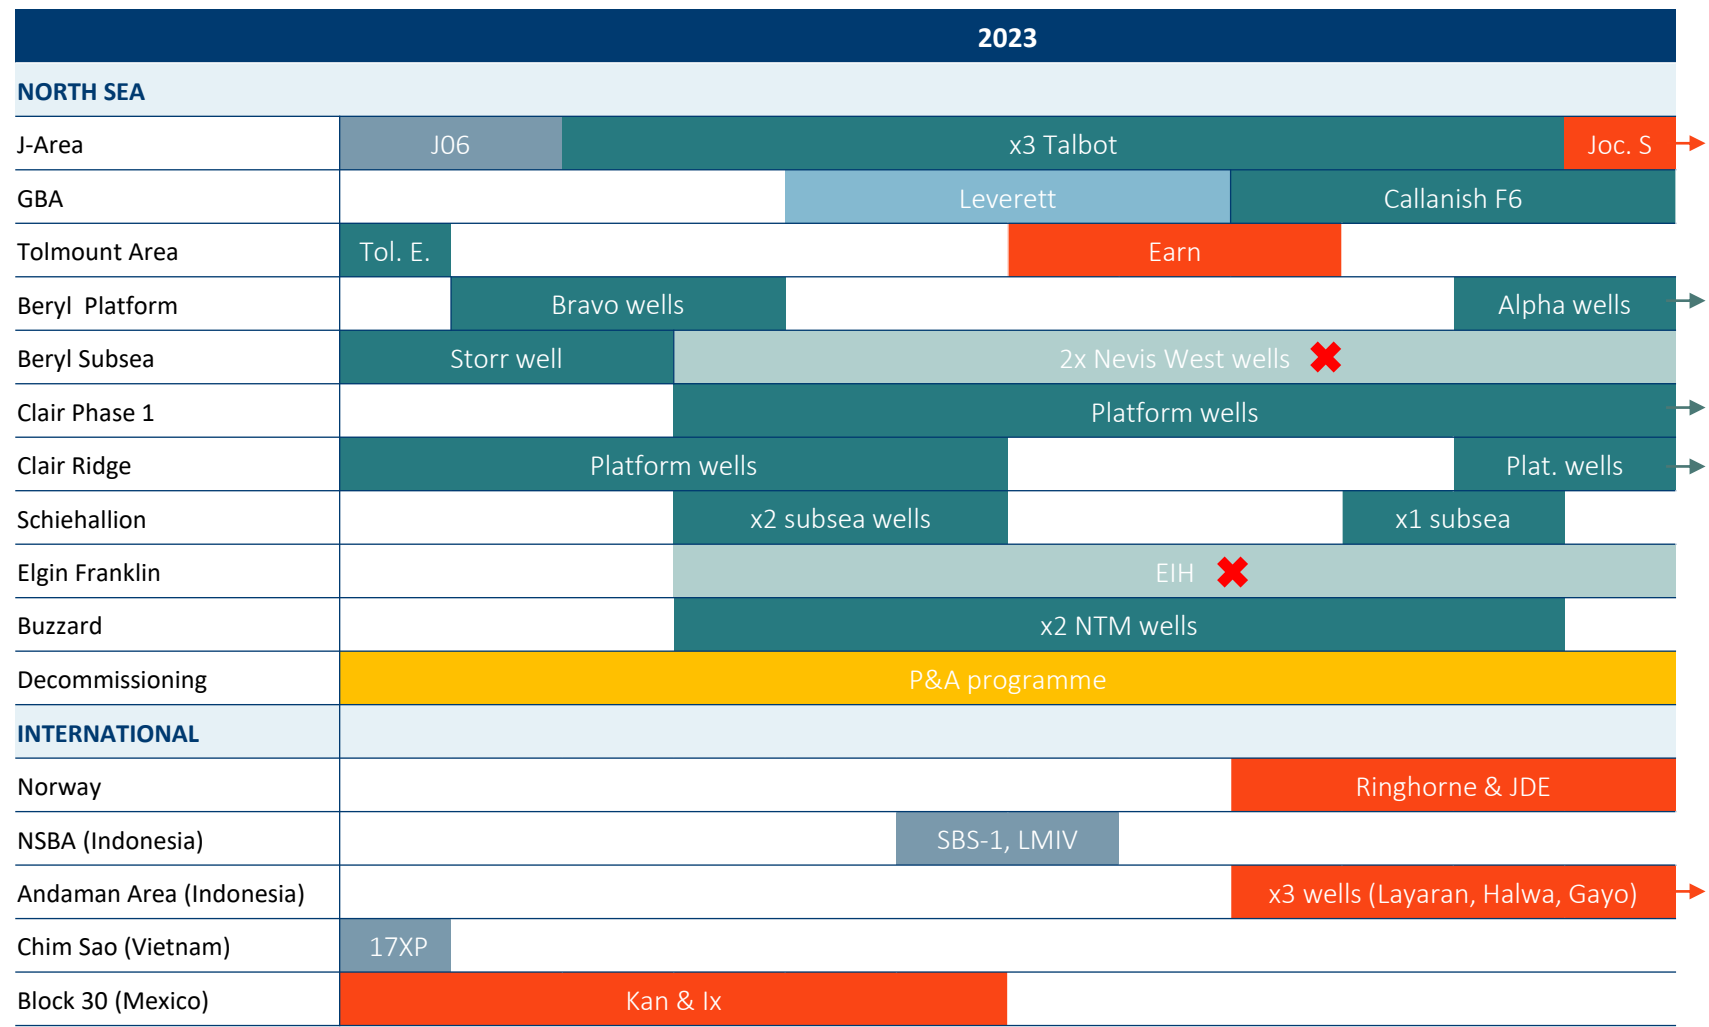 2023
NORTH SEA
J-Area J06 x3 Talbot Joc. S
GBA Leverett Callanish F6
Tolmount Area Tol. E. Earn
Beryl Platform Bravo wells Alpha wells
Beryl Subsea Storr well 2x Nevis West wells
Clair Phase 1 Platform wells
Clair Ridge Platform wells Plat. wells
Schiehallion x2 subsea wells x1 subsea
Elgin Franklin EIH
Buzzard x2 NTM wells
Decommissioning P&A programme
INTERNATIONAL
Norway Ringhorne & JDE
NSBA (Indonesia) SBS-1, LMIV
Andaman Area (Indonesia) x3 wells (Layaran, Halwa, Gayo)
Chim Sao (Vietnam) 17XP
Block 30 (Mexico) Kan & Ix